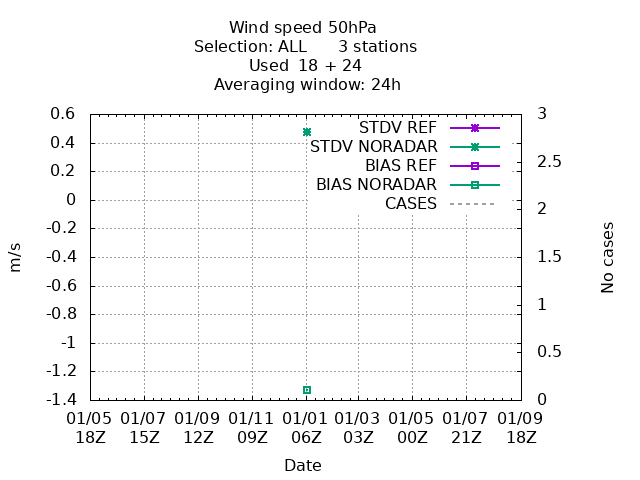 Wind speed 50hPa
Selection: ALL      3 stations
Used  18 + 24
Averaging window: 24h
STDV REF
STDV NORADAR
BIAS REF
BIAS NORADAR
CASES
0.6
0.4
0.2
0
-0.2
-0.4
-0.6
-0.8
-1
-1.2
-1.4
m/s
3
2.5
2
1.5
1
0.5
0
No cases
01/05 01/07 01/09 01/11 01/01 01/03 01/05 01/07 01/09
18Z 15Z 12Z 09Z 06Z 03Z 00Z 21Z 18Z
Date